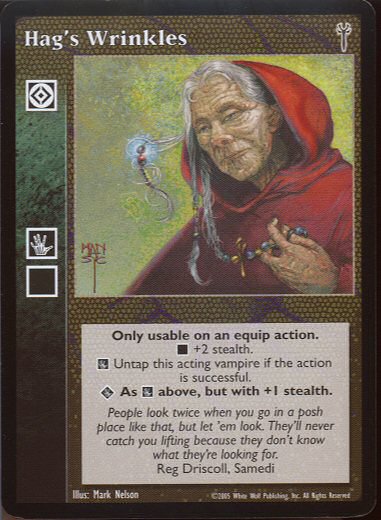 Hag's Wrinkles
MAN
Only usable on an equip action.
+2 stealth.
Untap this acting vampire if the action
is successful.
As above, but with +1 stealth.
People look twice when you go in a posh
place like that, but let 'em look. They'll never
catch you lifting because they don't know
what they're looking for.
Reg Driscoll, Samedi
Illus: Mark Nelson
©2005 White Wolf Publishing, Inc. All Rights Reserved